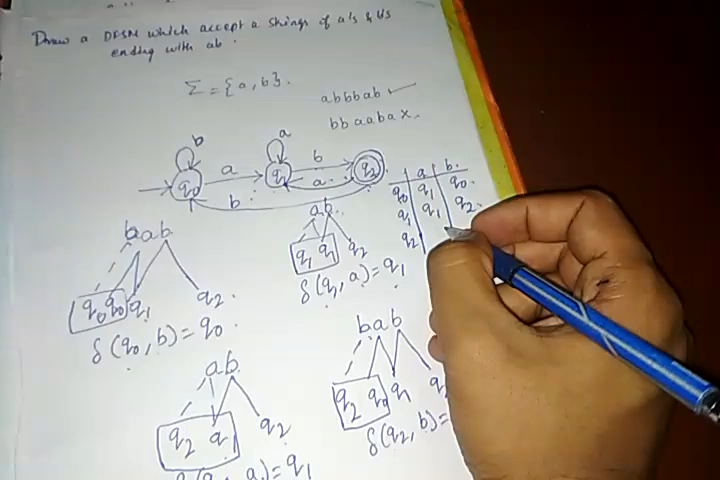 Draw a DFSM which accept a strings of a's & b's
ending with ab.
Σ = {a, b}.
abbbab ✓
bbaaba x.
b a
q0 a q1 b q2
a
b
a b.
q0 q1 q0.
q1 q1 q2.
q2
baab
q0 q0 q1 q2.
δ(q0, b) = q0
ab.
q1 q1 q2
δ(q1, a) = q1
bab
q2 q0 q1
δ(q2, b) =
ab
q2 q1 q2
a) = q1